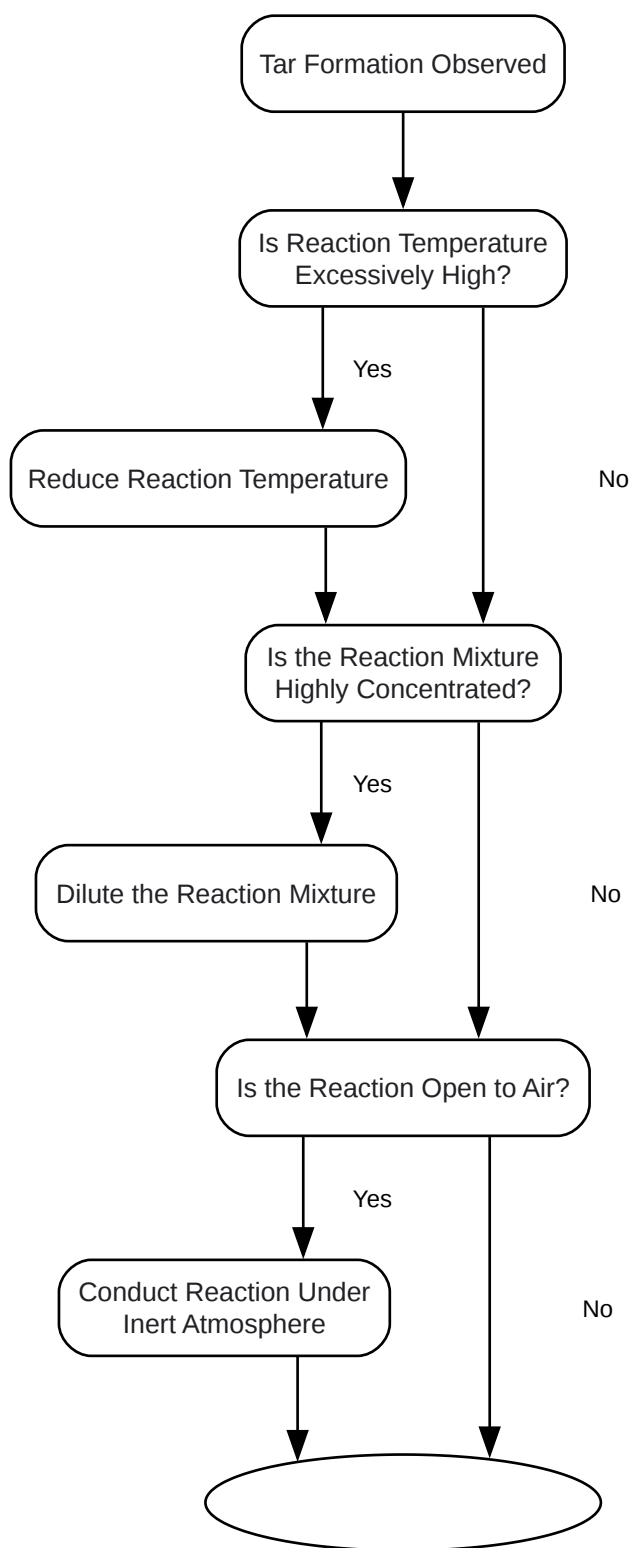 Tar Formation Observed
Is Reaction Temperature
Excessively High?
Yes
Reduce Reaction Temperature
No
Is the Reaction Mixture
Highly Concentrated?
Yes
Dilute the Reaction Mixture
No
Is the Reaction Open to Air?
Yes
Conduct Reaction Under
Inert Atmosphere
No